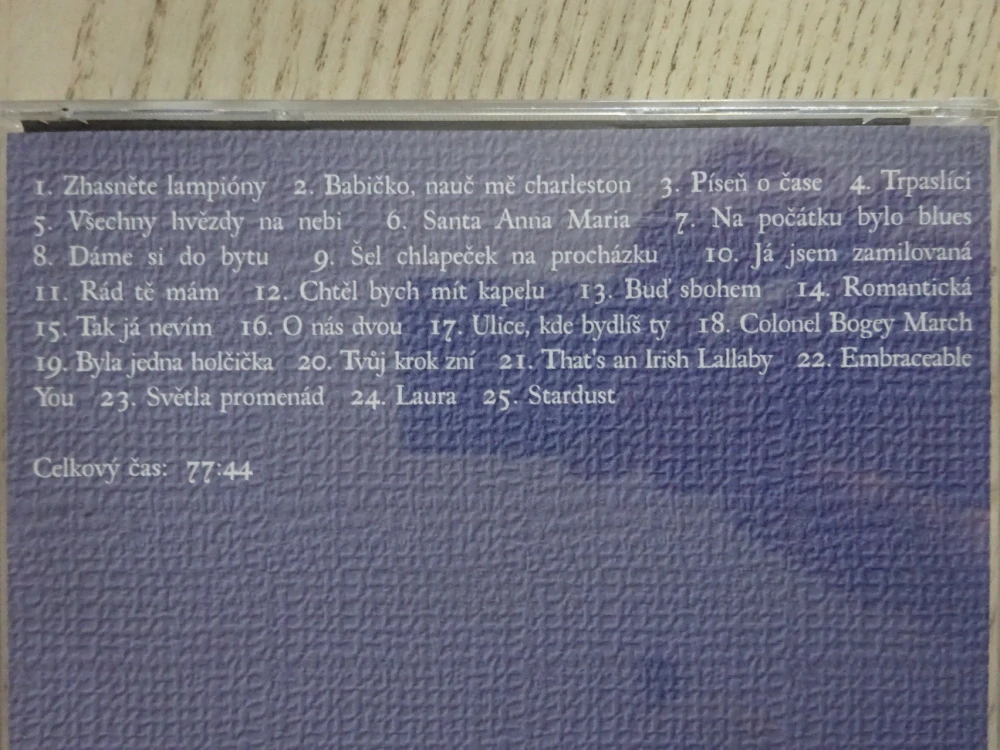 1. Zhasněte lampióny 2. Babičko, nauč mě charleston 3. Píseň o čase 4. Trpaslíci
5. Všechny hvězdy na nebi 6. Santa Anna Maria 7. Na počátku bylo blues
8. Dáme si do bytu 9. Šel chlapeček na procházku 10. Já jsem zamilovaná
11. Rád tě mám 12. Chtěl bych mít kapelu 13. Buď sbohem 14. Romantická
15. Tak já nevím 16. O nás dvou 17. Ulice, kde bydlíš ty 18. Colonel Bogey March
19. Byla jedna holčička 20. Tvůj krok zní 21. That's an Irish Lallaby 22. Embraceable
You 23. Světla promenád 24. Laura 25. Stardust
Celkový čas: 77:44